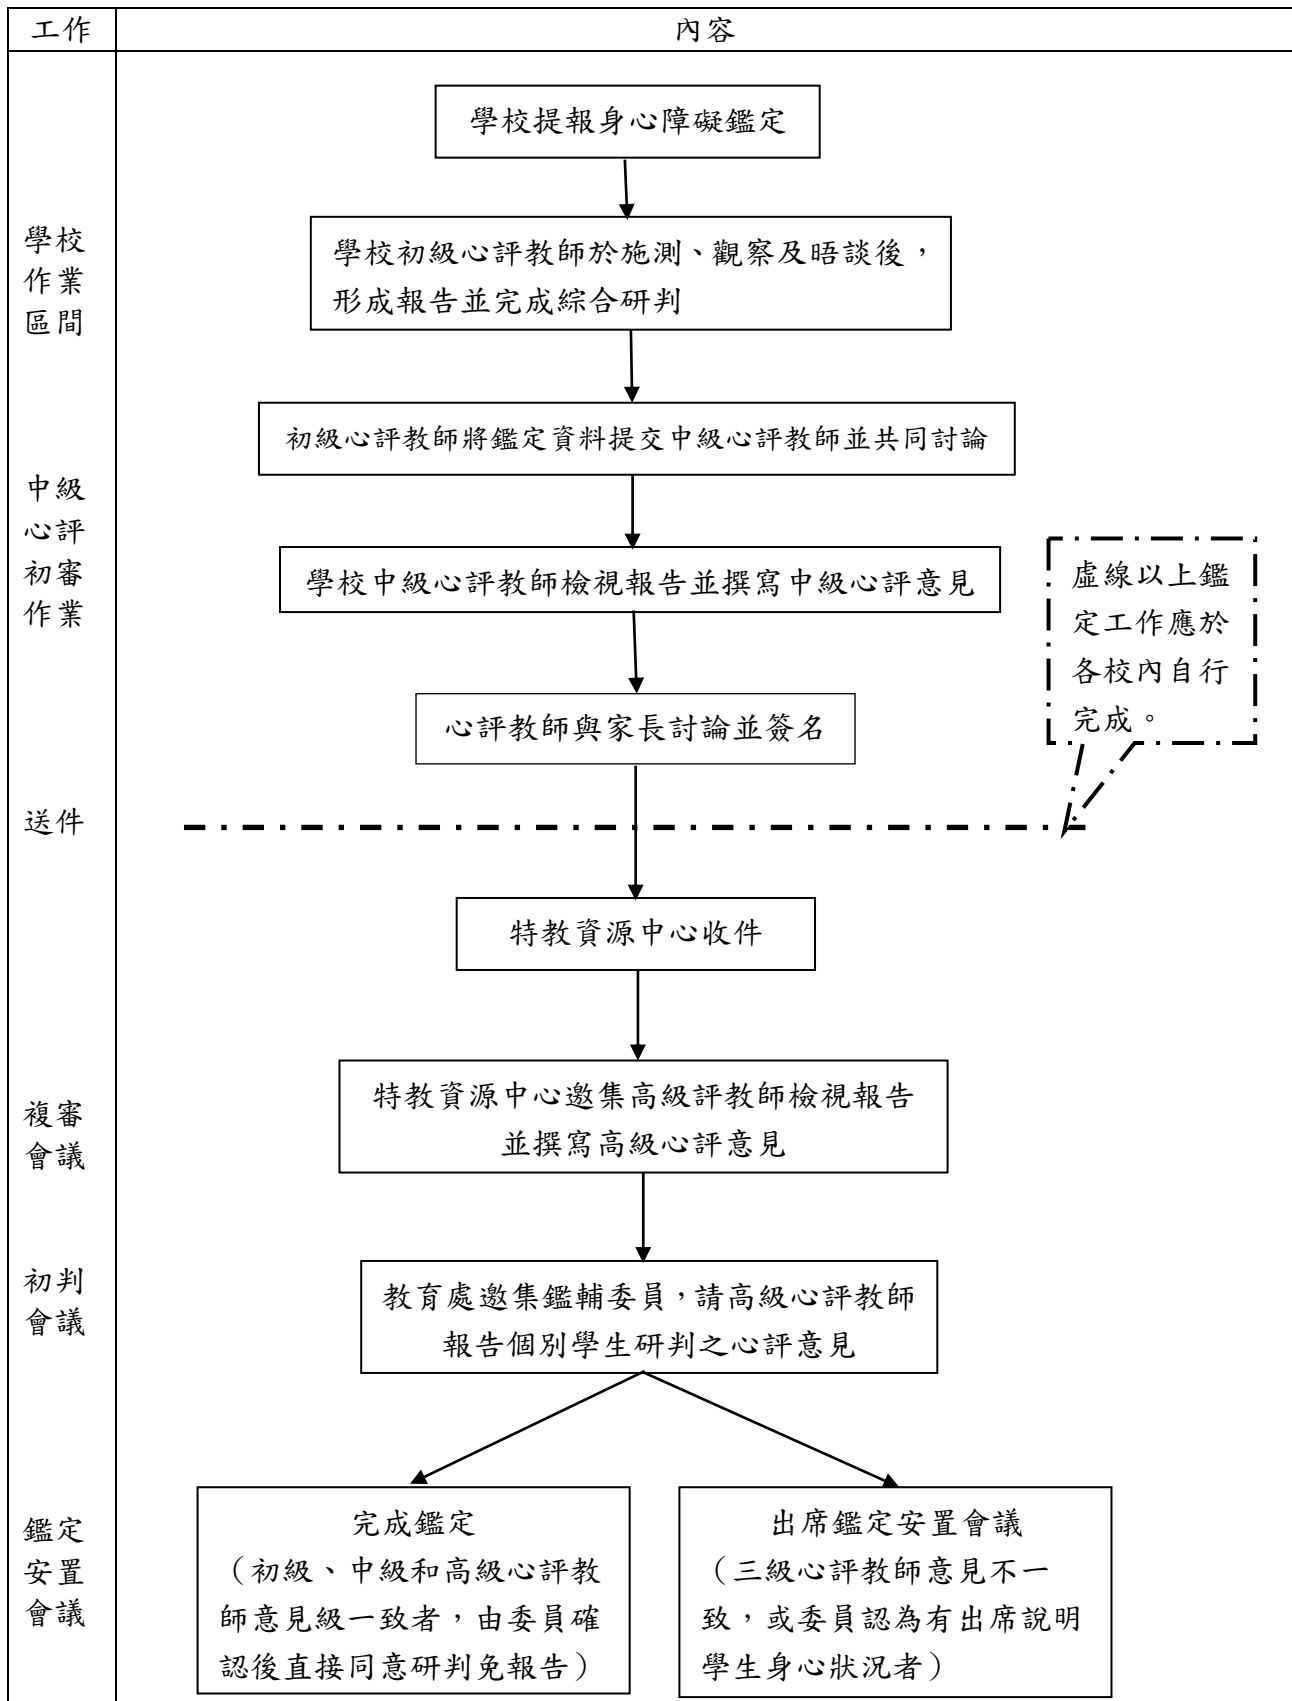 工作
內容
學校提報身心障礙鑑定
學校
作業
區間
學校初級心評教師於施測、觀察及晤談後，
形成報告並完成綜合研判
初級心評教師將鑑定資料提交中級心評教師並共同討論
中級
心評
初審
作業
學校中級心評教師檢視報告並撰寫中級心評意見
虛線以上鑑
定工作應於
各校內自行
完成。
心評教師與家長討論並簽名
送件
特教資源中心收件
複審
會議
特教資源中心邀集高級評教師檢視報告
並撰寫高級心評意見
初判
會議
教育處邀集鑑輔委員，請高級心評教師
報告個別學生研判之心評意見
鑑定
安置
會議
完成鑑定
（初級、中級和高級心評教
師意見級一致者，由委員確
認後直接同意研判免報告）
出席鑑定安置會議
（三級心評教師意見不一
致，或委員認為有出席說明
學生身心狀況者）